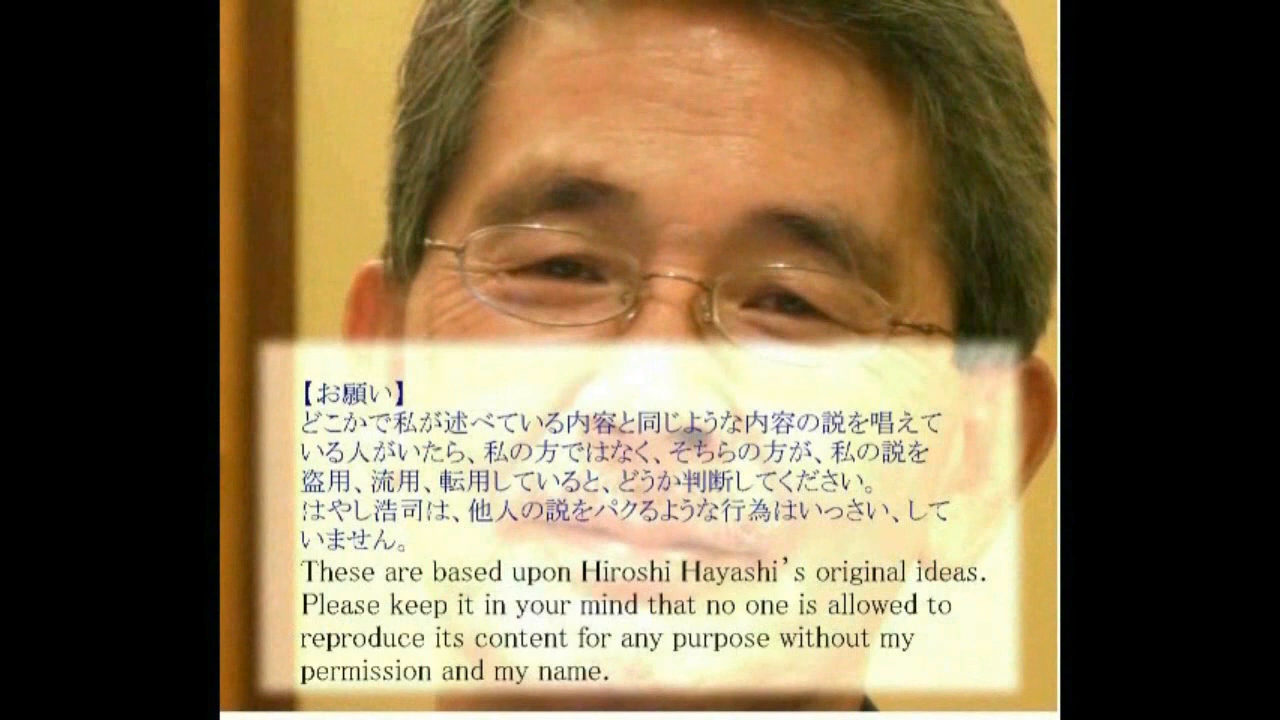 【お願い】
どこかで私が述べている内容と同じような内容の説を唱えて
いる人がいたら、私の方ではなく、そちらの方が、私の説を
盗用、流用、転用していると、どうか判断してください。
はやし浩司は、他人の説をパクるような行為はいっさい、して
いません。
These are based upon Hiroshi Hayashi's original ideas.
Please keep it in your mind that no one is allowed to
reproduce its content for any purpose without my
permission and my name.